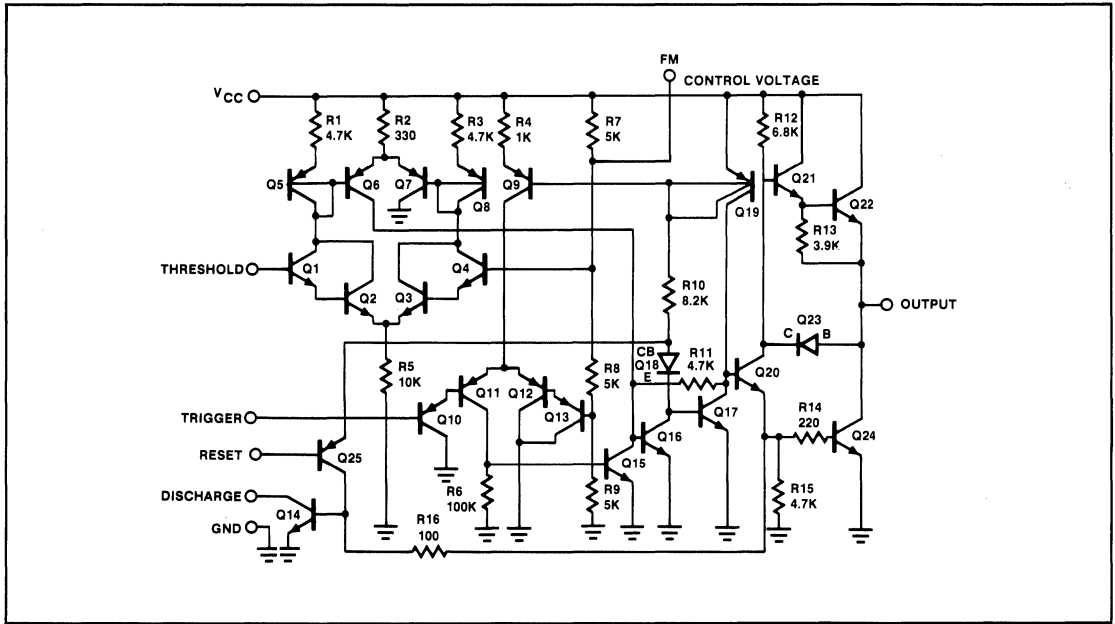 FM
CONTROL VOLTAGE
VCC
R1
4.7K
R2
330
R3
4.7K
R4
1K
R7
5K
R12
6.8K
Q5
Q6
Q7
Q8
Q9
Q19
Q21
Q22
R13
3.9K
THRESHOLD
Q1
Q2
Q3
Q4
R10
8.2K
OUTPUT
Q23
C
B
CB
Q18
E
R11
4.7K
Q20
R5
10K
Q11
Q12
Q13
R8
5K
TRIGGER
Q10
Q17
R14
220
Q24
RESET
Q25
Q16
Q15
DISCHARGE
Q14
R6
100K
R9
5K
R15
4.7K
GND
R16
100